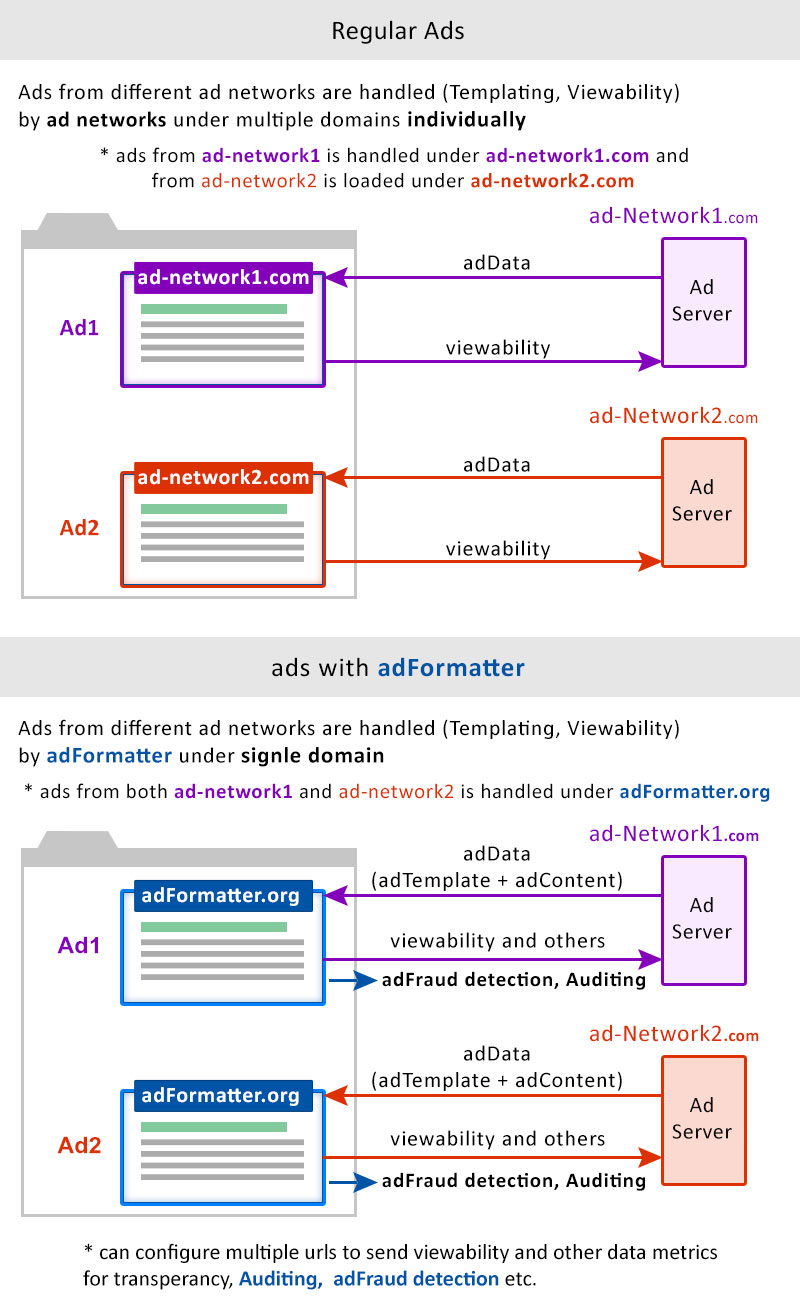 Regular Ads
Ads from different ad networks are handled (Templating, Viewability)
by ad networks under multiple domains individually
* ads from ad-network1 is handled under ad-network1.com and
from ad-network2 is loaded under ad-network2.com
ad-Network1.com
ad-network1.com
adData
Ad
Server
Ad1
viewability
ad-Network2.com
ad-network2.com
adData
Ad
Server
Ad2
viewability
ads with adFormatter
Ads from different ad networks are handled (Templating, Viewability)
by adFormatter under signle domain
* ads from both ad-network1 and ad-network2 is handled under adFormatter.org
ad-Network1.com
adData
(adTemplate + adContent)
adFormatter.org
Ad
Server
Ad1
viewability and others
adFraud detection, Auditing
ad-Network2.com
adData
(adTemplate + adContent)
adFormatter.org
Ad
Server
Ad2
viewability and others
adFraud detection, Auditing
* can configure multiple urls to send viewability and other data metrics
for transperancy, Auditing, adFraud detection etc.